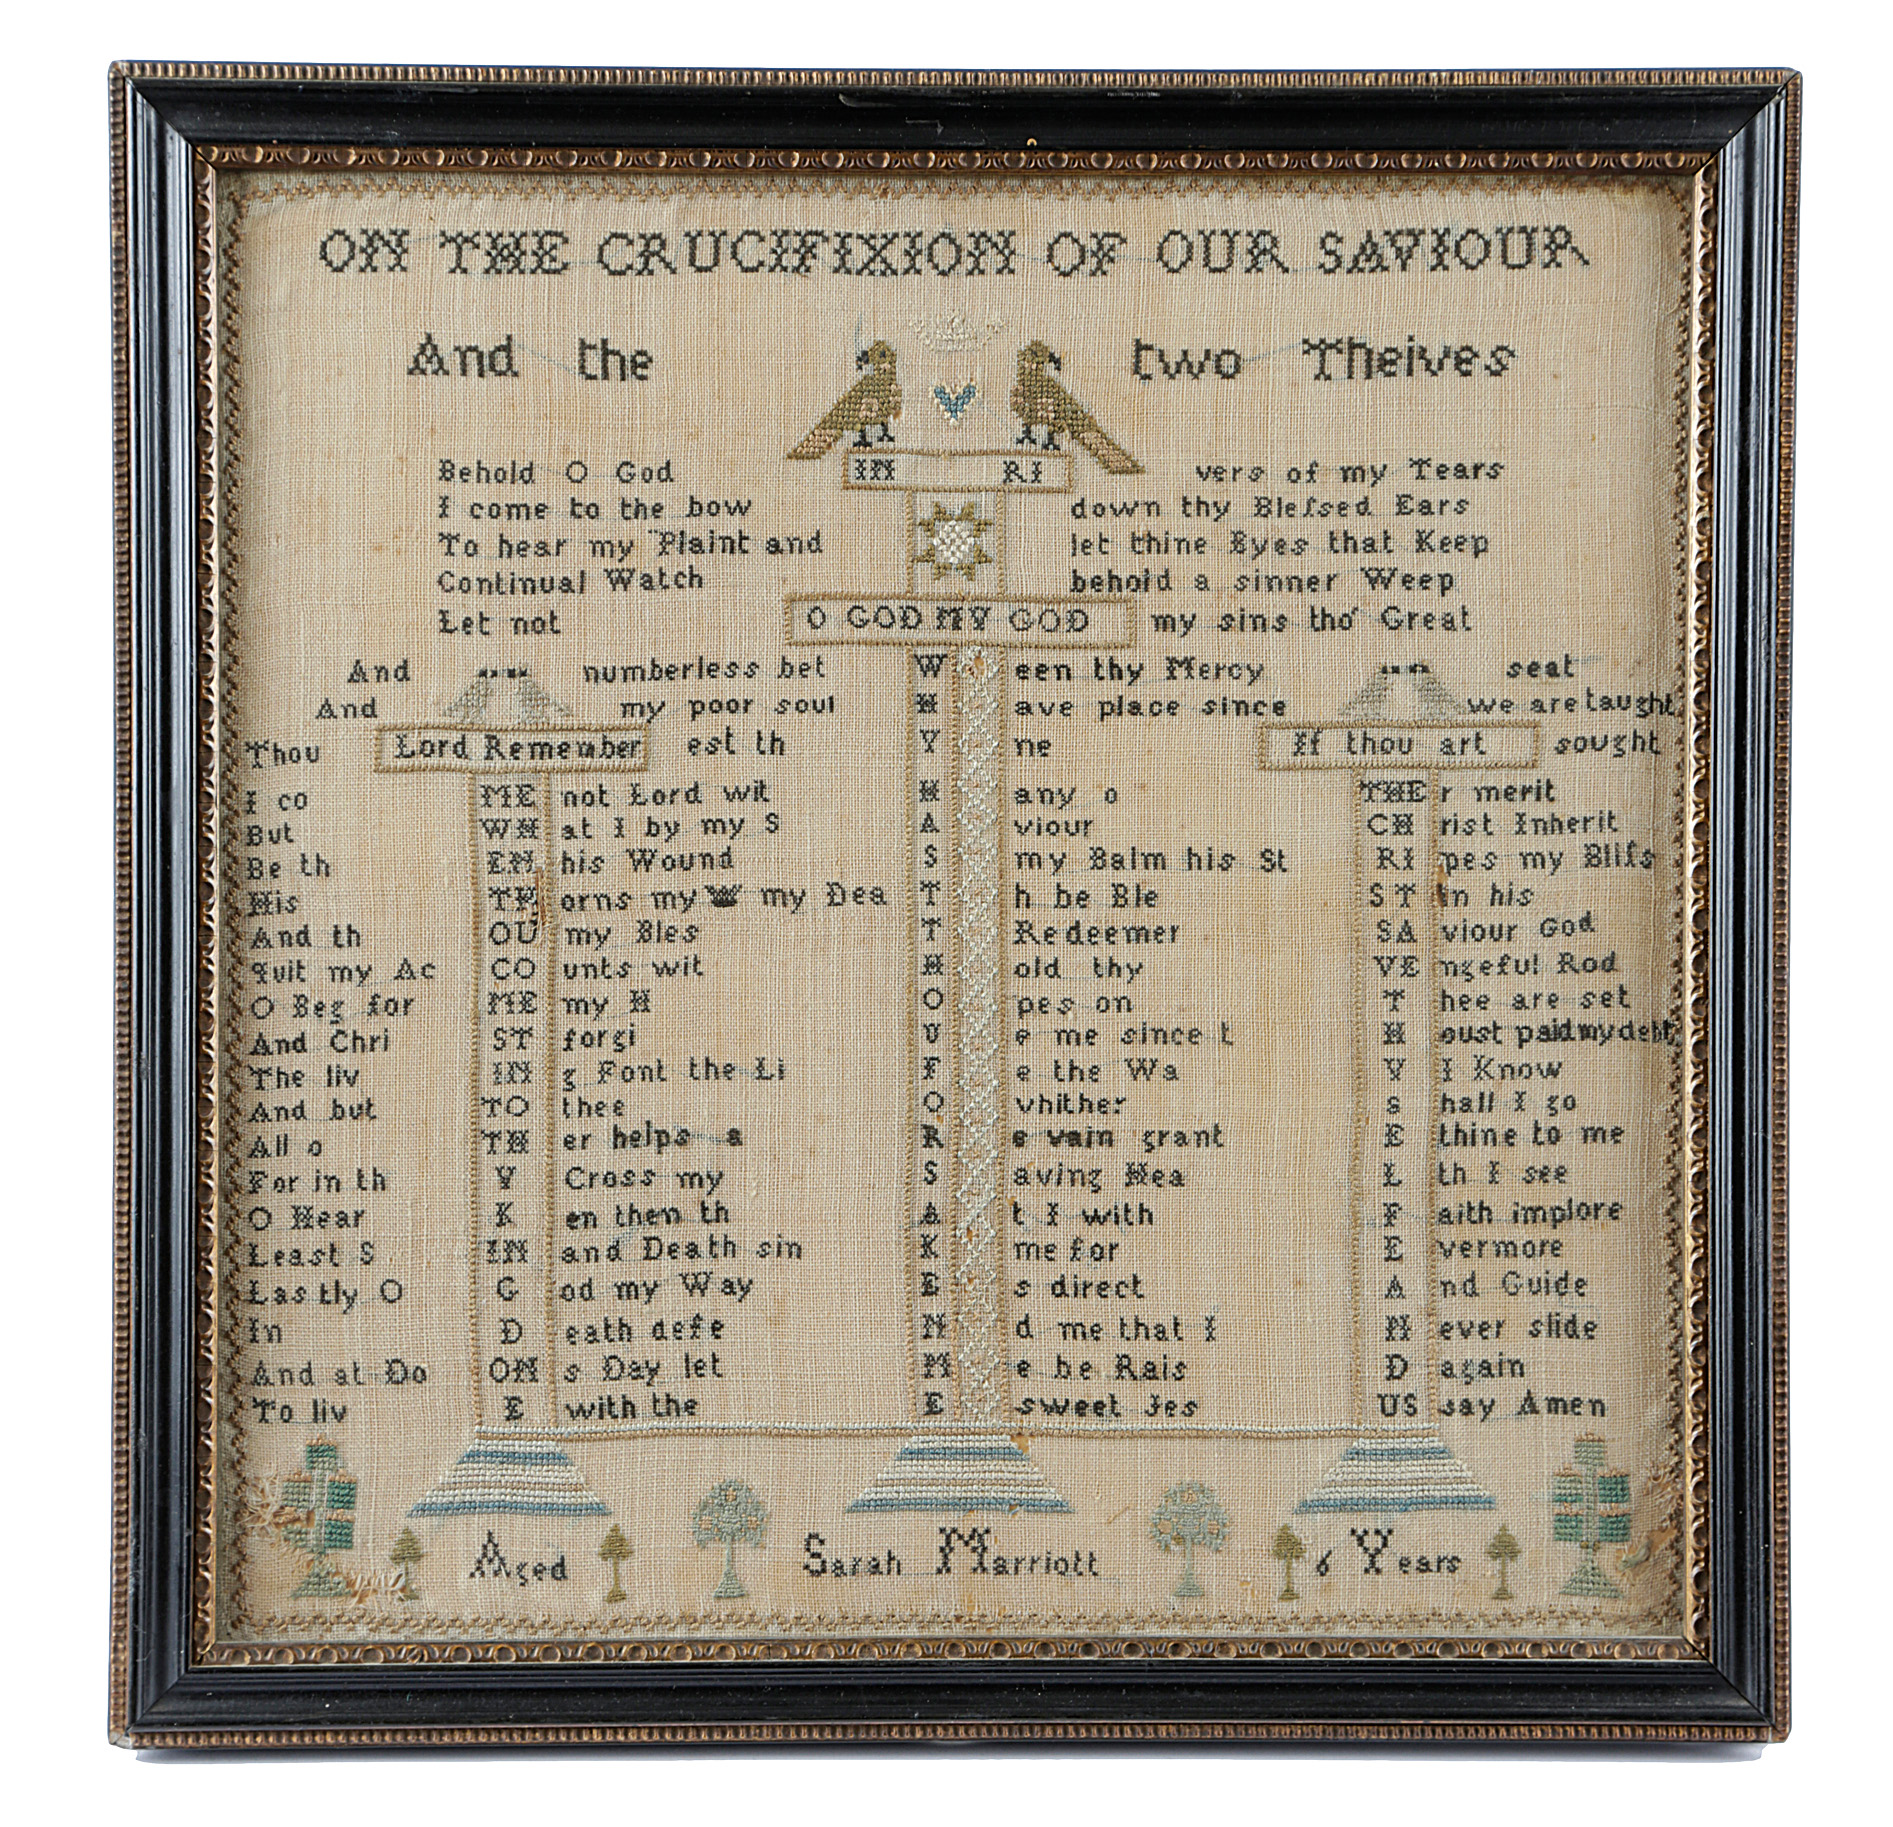 ON THE CRUCIFIXION OF OUR SAVIOUR
And the two Theives
Behold O God IN RI vers of my Tears
I come to the bow down thy Bleſsed Ears
To hear my Plaint and let thine Eyes that Keep
Continual Watch behold a sinner Weep
Let not O GOD MY GOD my sins tho' Great
And numberless bet W een thy Mercy seat
And my poor soul H ave place since we are taught
Thou Lord Remember est th Y ne If thou art sought
I co ME not Lord wit H any o THE r merit
But WH at I by my S A viour CH rist Inherit
Be th EN his Wound S my Balm his St RI pes my Bliſs
His TH orns my my Dea T h be Ble ST in his
And th OU my Bles T Redeemer SA viour God
quit my Ac CO unts wit H old thy VE ngeful Rod
O Beg for ME my H O pes on T hee are set
And Chri ST forgi V e me since t H oust paid my debt
The liv IN g Font the Li F e the Wa Y I Know
And but TO thee O vhither s hall I go
All o TH er helps a R e vain grant E thine to me
For in th Y Cross my S aving Hea L th I see
O Hear K en then th A t I with F aith implore
Least S IN and Death sin K me for E vermore
Lastly O G od my Way E s direct A nd Guide
In D eath defe N d me that I N ever slide
And at Do OM s Day let M e be Rais D again
To liv E with the E sweet Jes US say Amen
Aged Sarah Marriott 6 Years